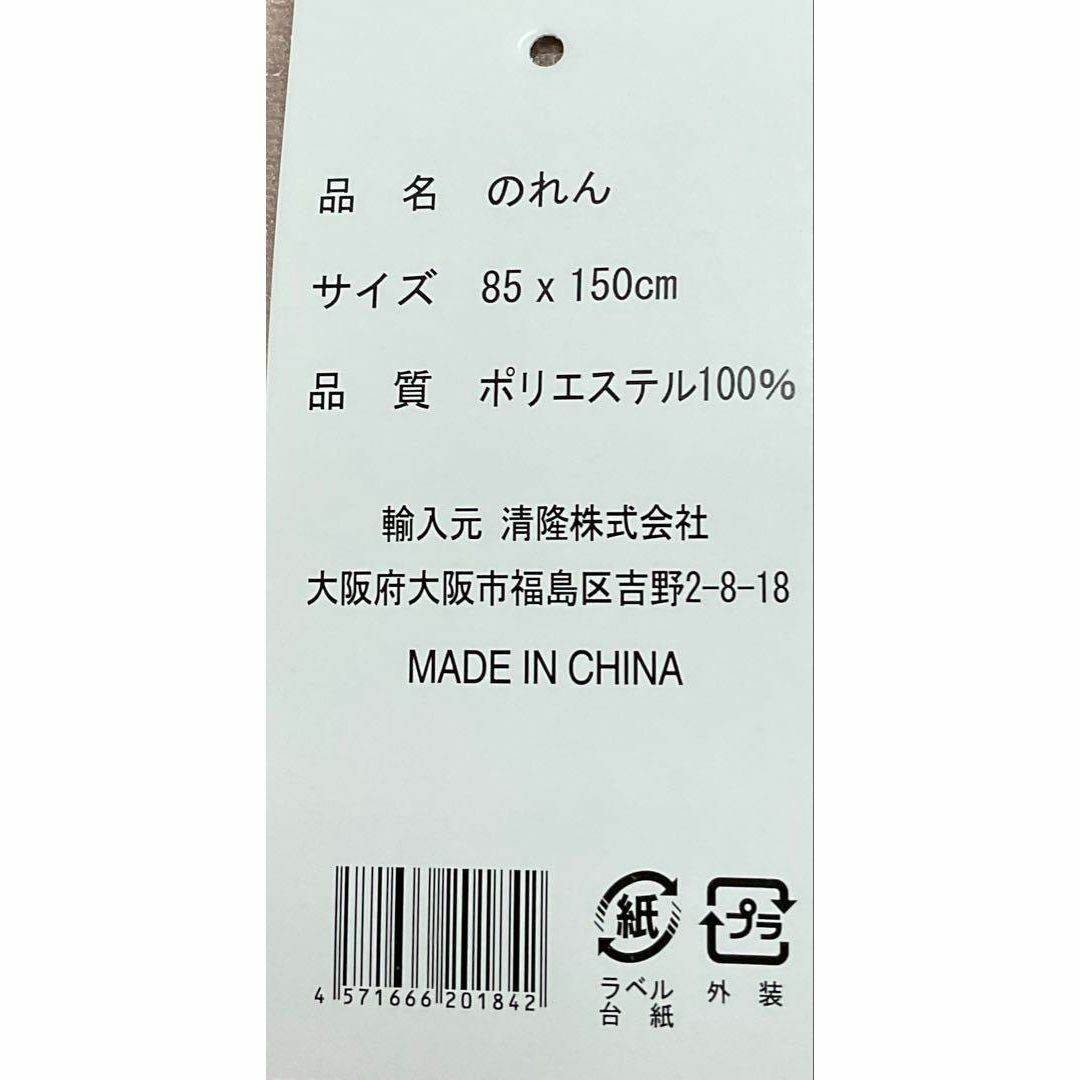 品 名 のれん
サイズ 85 x 150cm
品 質 ポリエステル100%
輸入元 清隆株式会社
大阪府大阪市福島区吉野2-8-18
MADE IN CHINA
4 571666 201842
紙
ラベル
台 紙
プラ
外 装